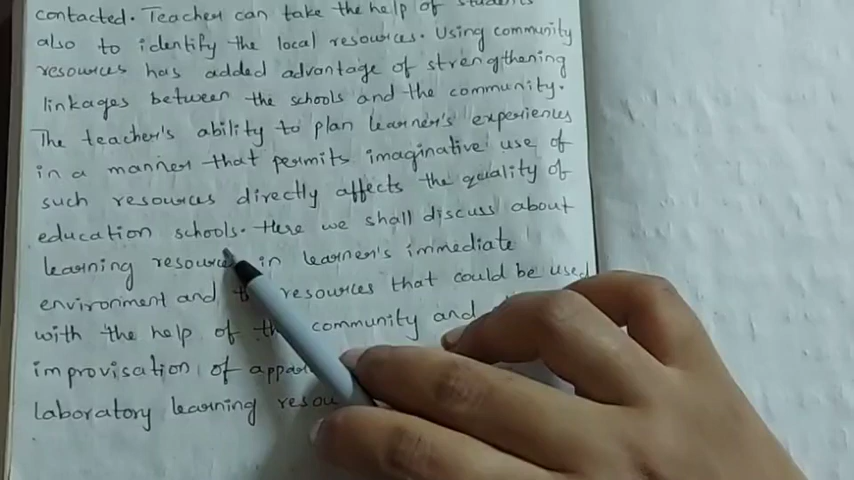 contacted. Teacher can take the help of students
also to identify the local resources. Using community
resources has added advantage of strengthening
linkages between the schools and the community.
The teacher's ability to plan learner's experiences
in a manner that permits imaginative use of
such resources directly affects the quality of
education schools. Here we shall discuss about
learning resources in learner's immediate
environment and resources that could be used
with the help of the community and
improvisation of
laboratory learning